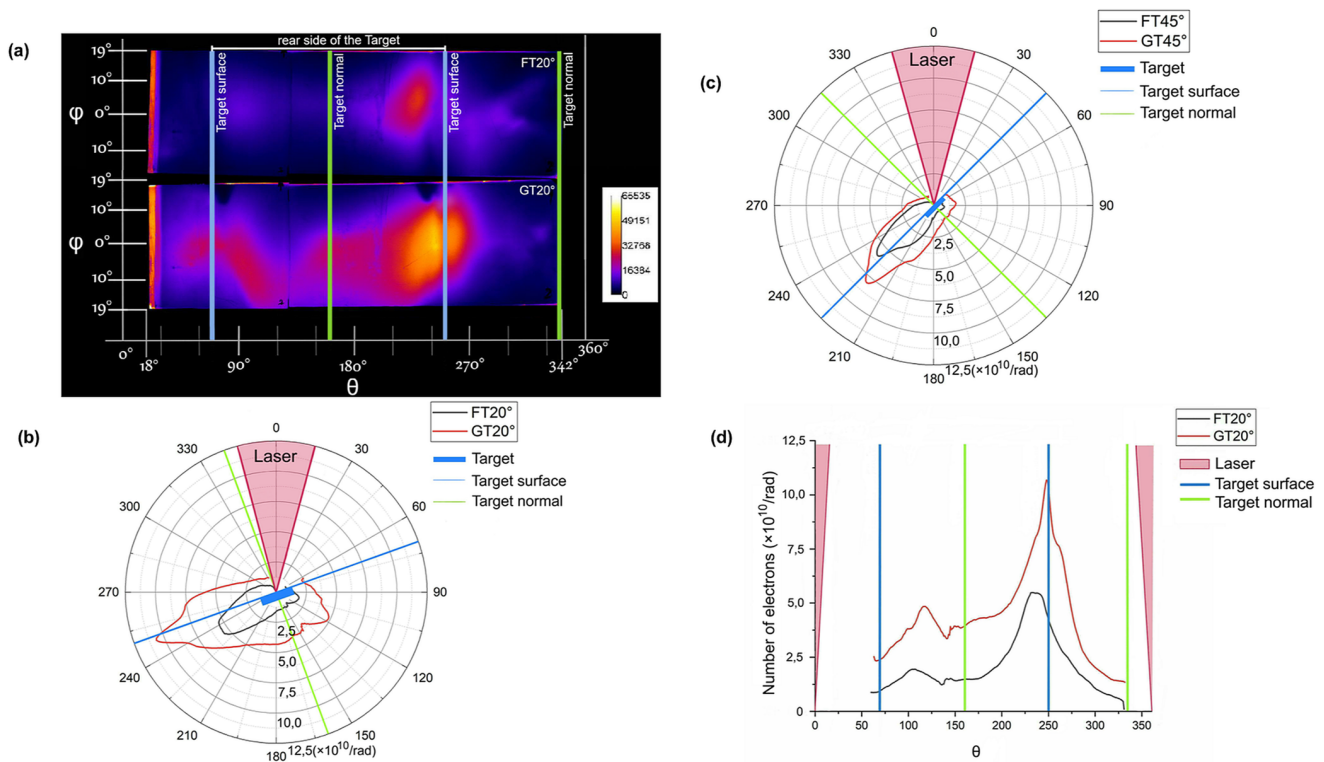 (a)
rear side of the Target
19°
10°
φ 0°
10°
19°
10°
φ 0°
10°
19°
Target surface
Target normal
Target surface
Target normal
FT20°
GT20°
65535
49151
32768
16384
0
0° 18° 90° 180° 270° 342° 360°
θ
(b)
FT20°
GT20°
Target
Target surface
Target normal
Laser
0
30
60
90
120
150
180
210
240
270
300
330
2,5
5,0
7,5
10,0
12,5(×10¹⁰/rad)
(c)
FT45°
GT45°
Target
Target surface
Target normal
Laser
0
30
60
90
120
150
180
210
240
270
300
330
2,5
5,0
7,5
10,0
12,5(×10¹⁰/rad)
(d)
FT20°
GT20°
Laser
Target surface
Target normal
Number of electrons (×10¹⁰/rad)
12,5
10,0
7,5
5,0
2,5
0
0 50 100 150 200 250 300 350
θ